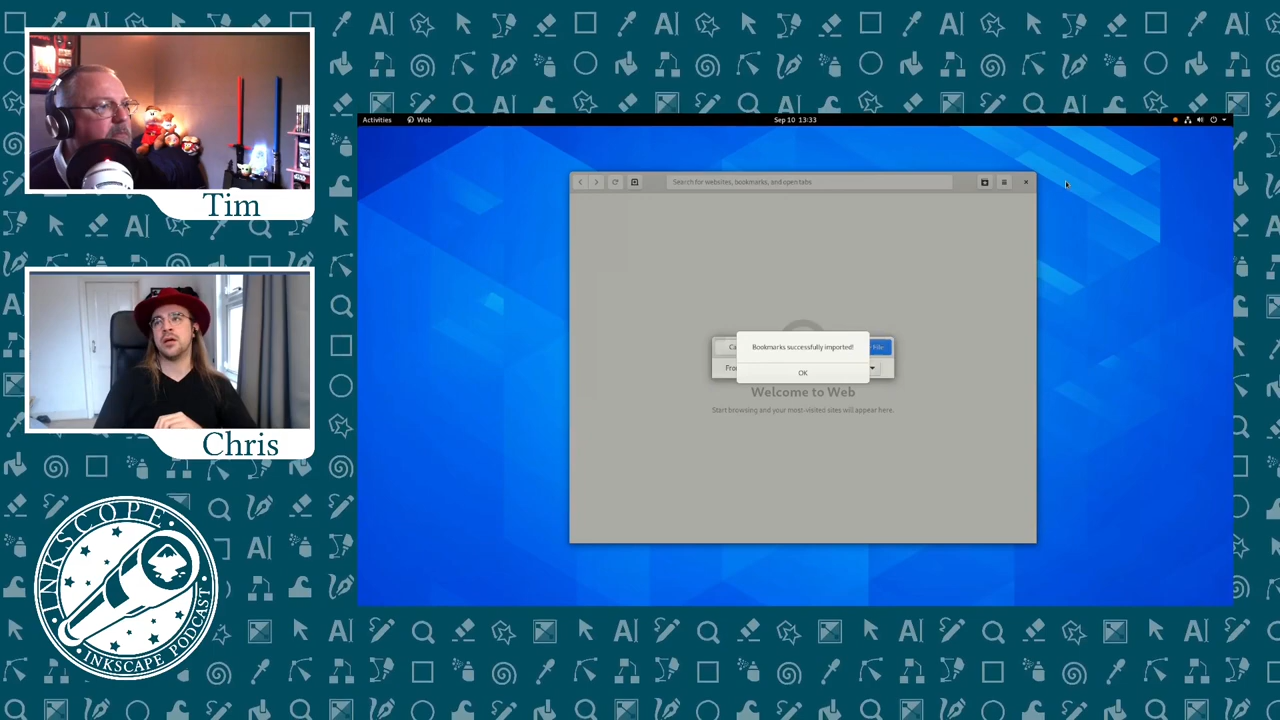 Tim
Chris
INKSCOPE
INKSCAPE PODCAST
Activities
Web
Sep 10 13:33
Search for websites, bookmarks, and open tabs
Bookmarks successfully imported!
OK
Welcome to Web
Start browsing and your most-visited sites will appear here.